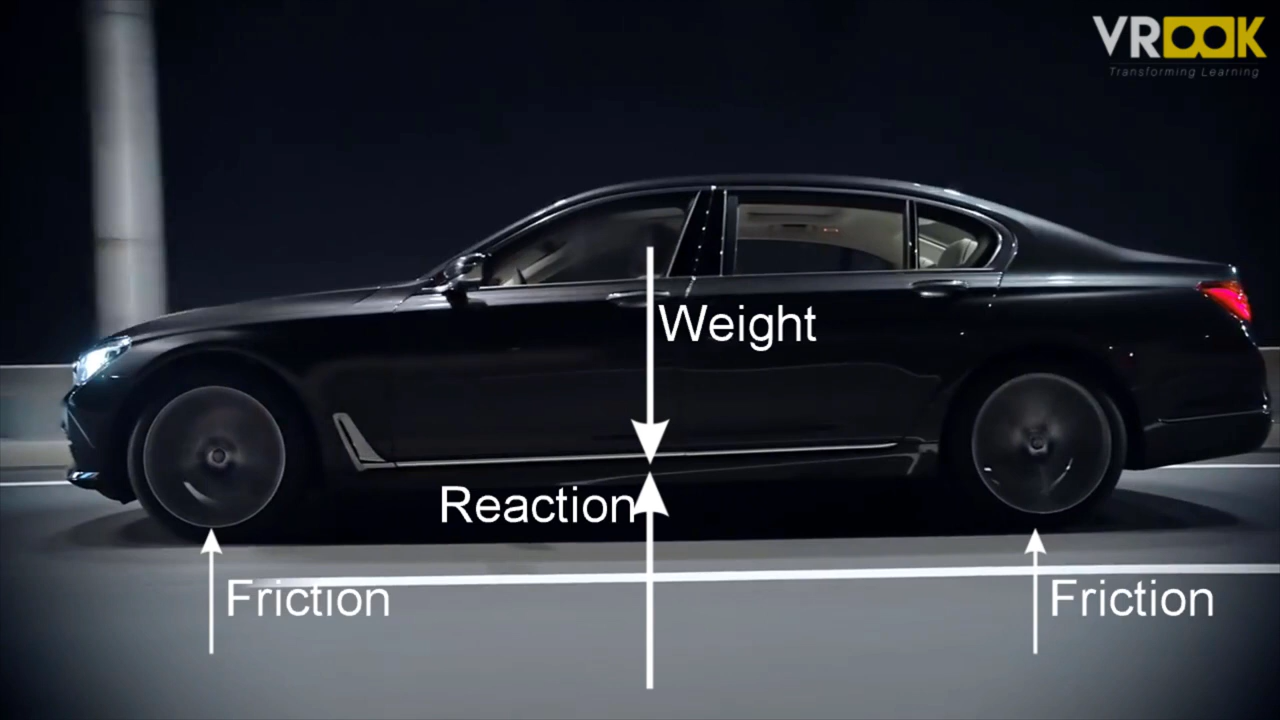 VROOK
Transforming Learning
Weight
Reaction
Friction
Friction